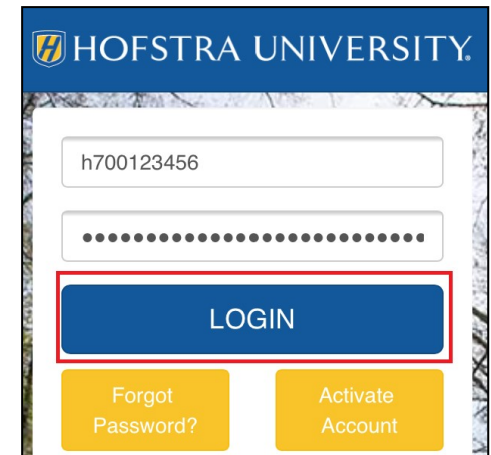 HOFSTRA UNIVERSITY.
h700123456
●●●●●●●●●●●●●●●●●●●●●●●●●●●
LOGIN
Forgot
Password?
Activate
Account